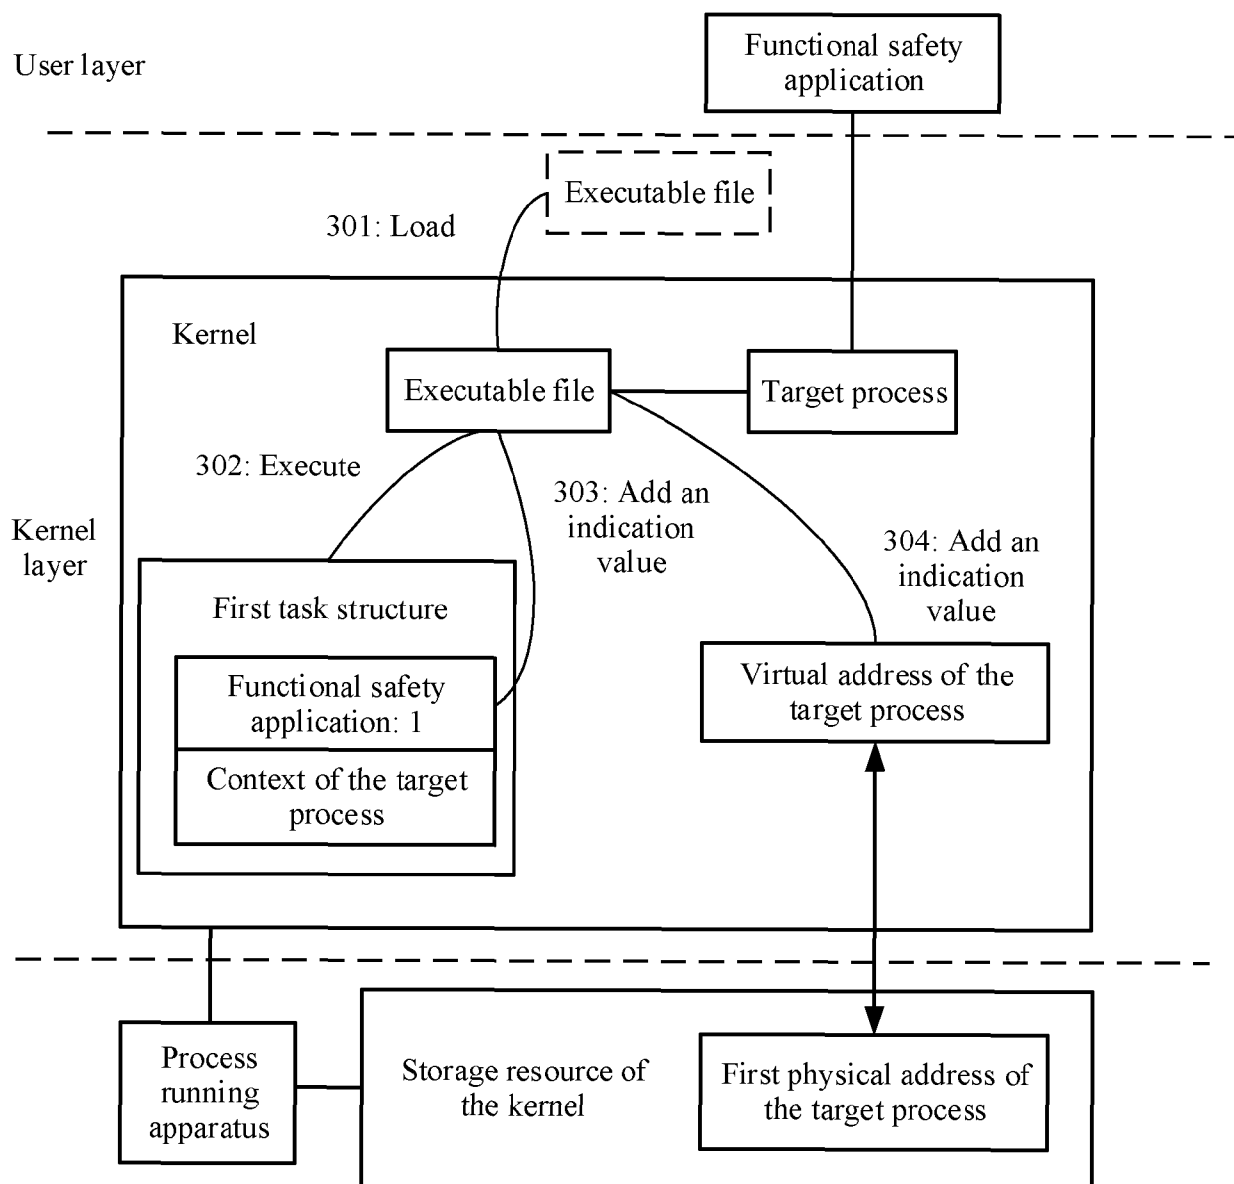 Functional safety
application
User layer
Executable file
301: Load
Kernel
Executable file
Target process
302: Execute
303: Add an
indication
value
304: Add an
indication
value
Kernel
layer
First task structure
Functional safety
application: 1
Context of the target
process
Virtual address of the
target process
Process
running
apparatus
Storage resource of
the kernel
First physical address of
the target process